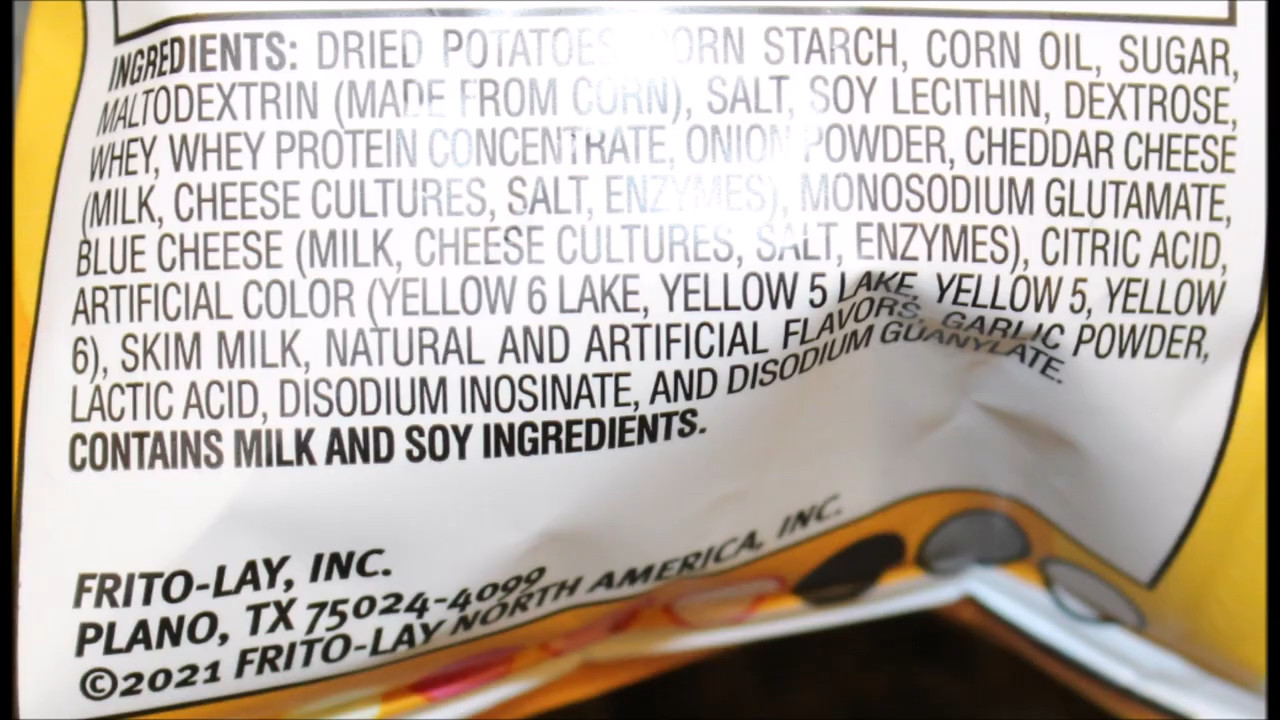 INGREDIENTS: DRIED POTATOES, CORN STARCH, CORN OIL, SUGAR,
MALTODEXTRIN (MADE FROM CORN), SALT, SOY LECITHIN, DEXTROSE,
WHEY, WHEY PROTEIN CONCENTRATE, ONION POWDER, CHEDDAR CHEESE
(MILK, CHEESE CULTURES, SALT, ENZYMES), MONOSODIUM GLUTAMATE,
BLUE CHEESE (MILK, CHEESE CULTURES, SALT, ENZYMES), CITRIC ACID,
ARTIFICIAL COLOR (YELLOW 6 LAKE, YELLOW 5 LAKE, YELLOW 5, YELLOW
6), SKIM MILK, NATURAL AND ARTIFICIAL FLAVORS, GARLIC POWDER,
LACTIC ACID, DISODIUM INOSINATE, AND DISODIUM GUANYLATE.
CONTAINS MILK AND SOY INGREDIENTS.
FRITO-LAY, INC.
PLANO, TX 75024-4099
©2021 FRITO-LAY NORTH AMERICA, INC.